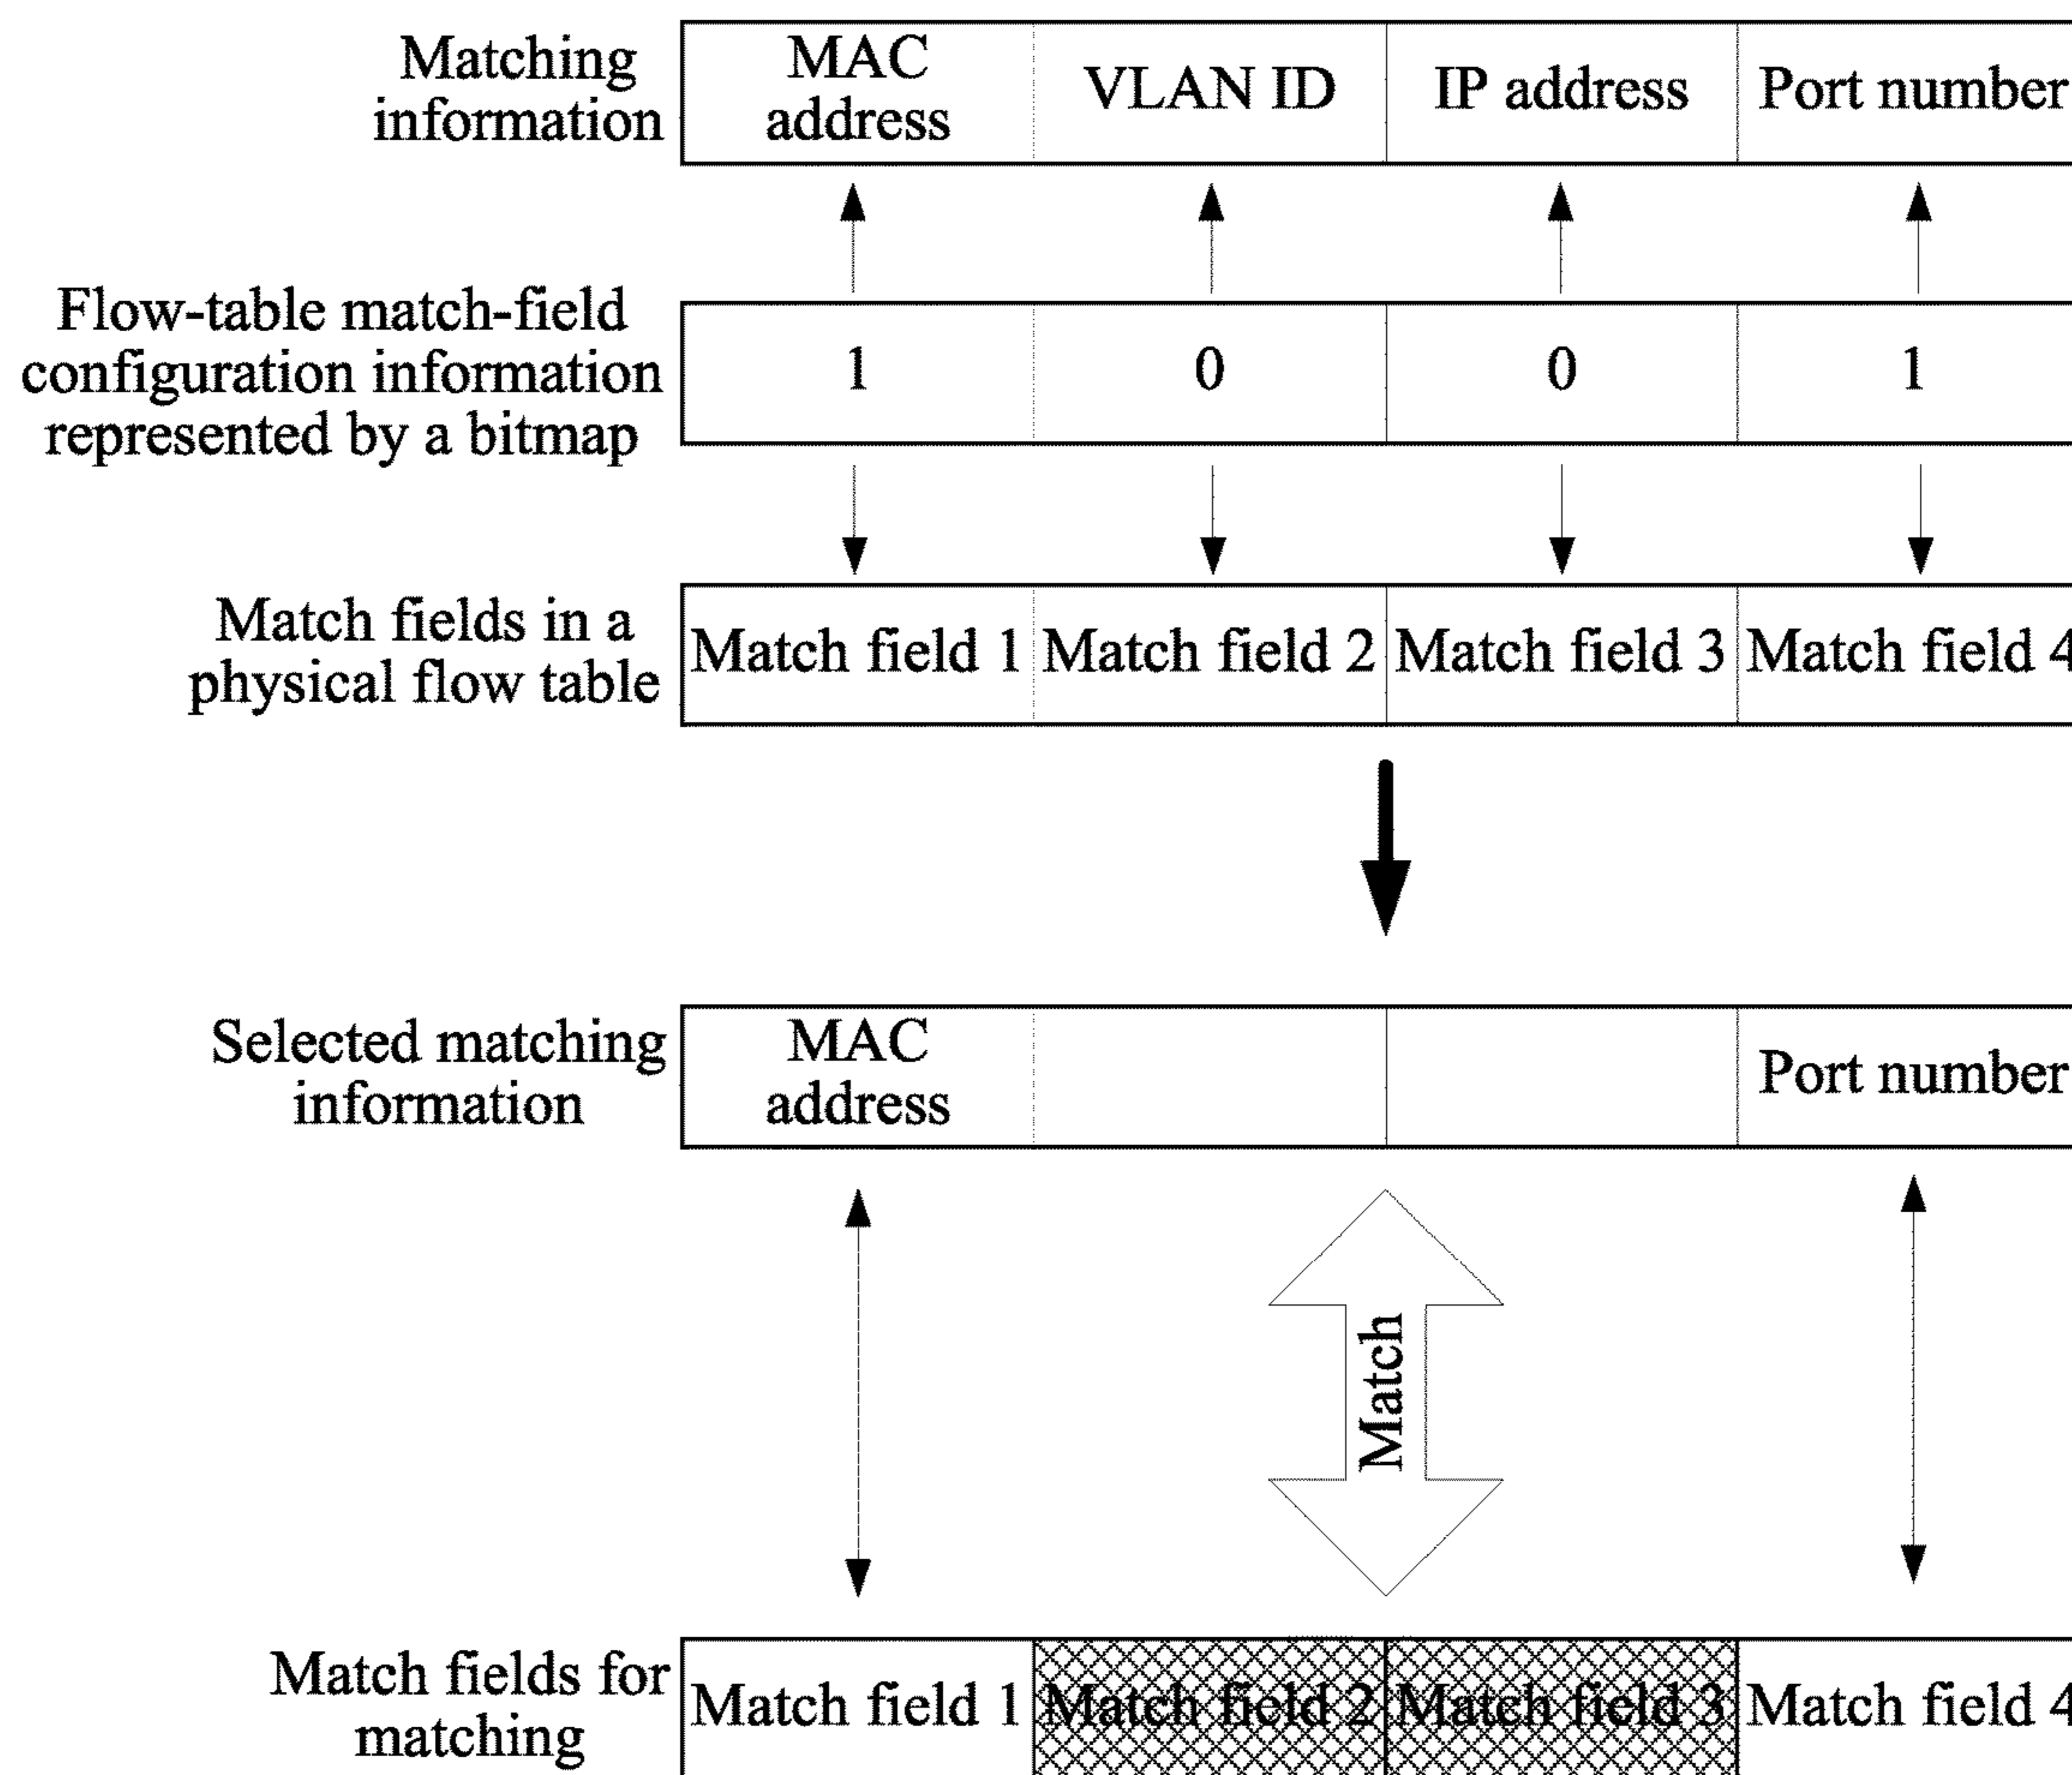 Matching
information
MAC
address
VLAN ID
IP address
Port number
Flow-table match-field
configuration information
represented by a bitmap
1
0
0
1
Match fields in a
physical flow table
Match field 1
Match field 2
Match field 3
Match field 4
Selected matching
information
MAC
address
Port number
Match
Match fields for
matching
Match field 1
Match field 2
Match field 3
Match field 4